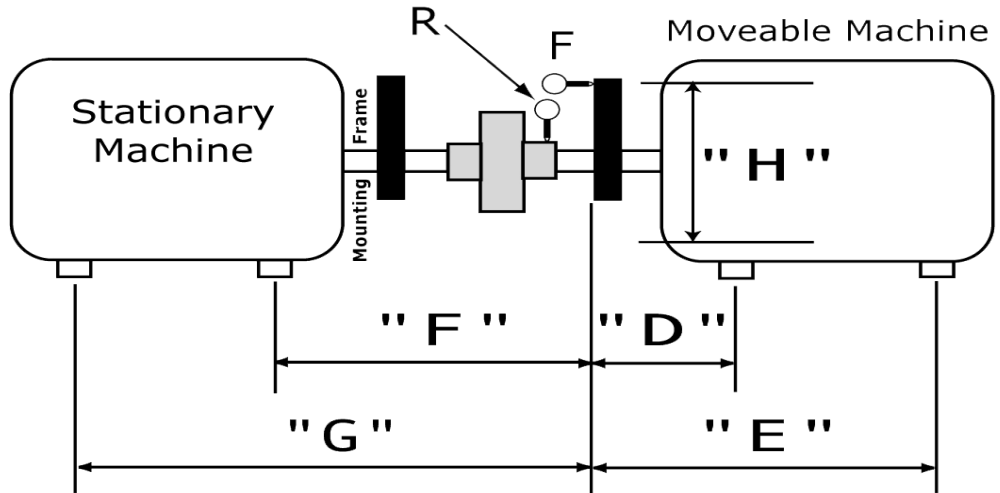 R
F
Moveable Machine
Stationary
Machine
Mounting Frame
" H "
" F "
" D "
" G "
" E "